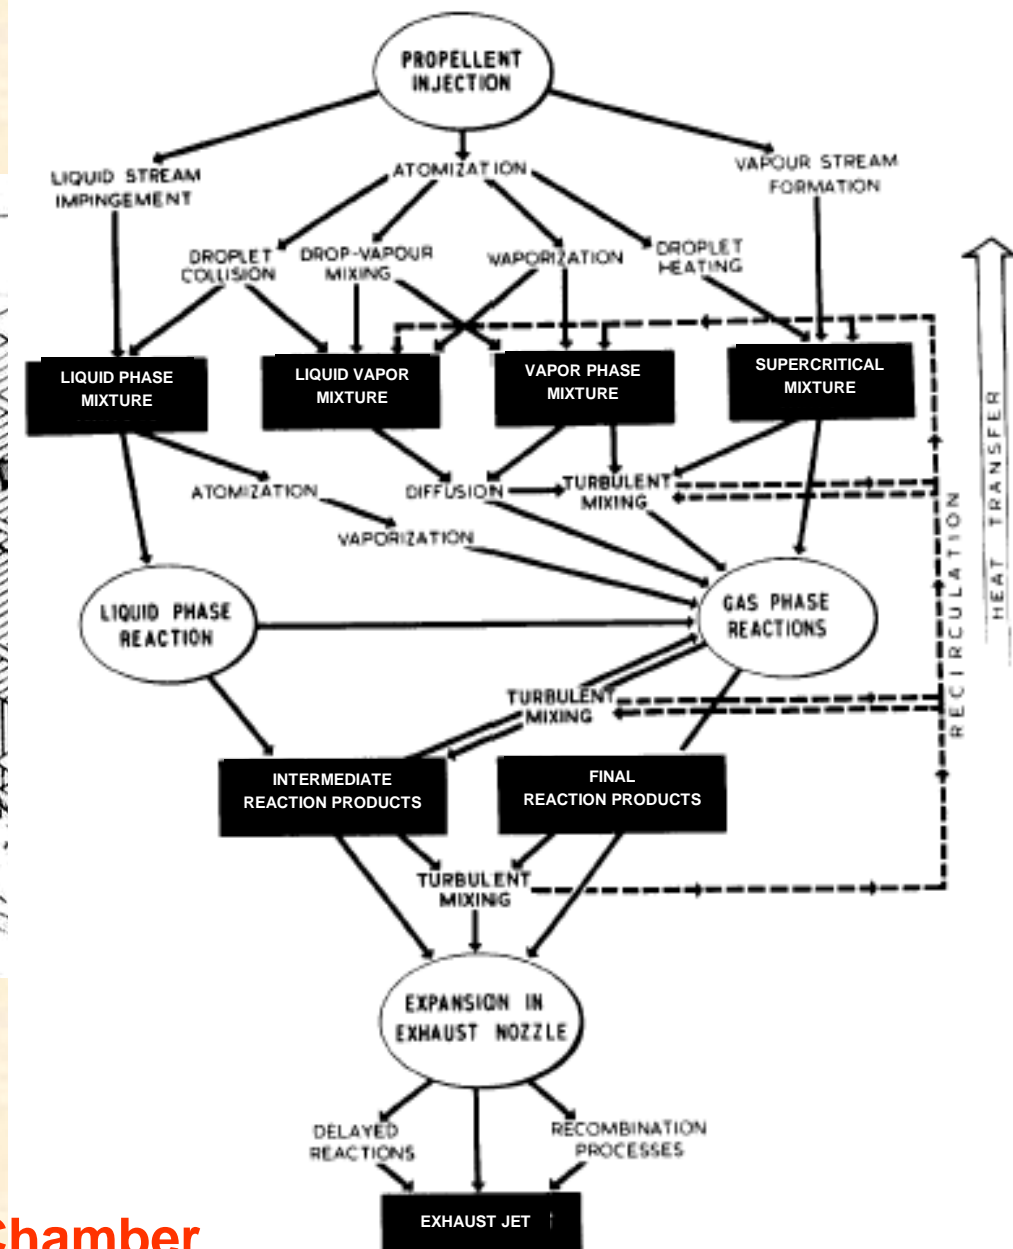 PROPELLENT
INJECTION
LIQUID STREAM
IMPINGEMENT
ATOMIZATION
VAPOUR STREAM
FORMATION
DROPLET
COLLISION
DROP-VAPOUR
MIXING
VAPORIZATION
DROPLET
HEATING
LIQUID PHASE
MIXTURE
LIQUID VAPOR
MIXTURE
VAPOR PHASE
MIXTURE
SUPERCRITICAL
MIXTURE
ATOMIZATION
DIFFUSION
TURBULENT
MIXING
VAPORIZATION
LIQUID PHASE
REACTION
GAS PHASE
REACTIONS
RECIRCULATION
HEAT TRANSFER
TURBULENT
MIXING
INTERMEDIATE
REACTION PRODUCTS
FINAL
REACTION PRODUCTS
TURBULENT
MIXING
EXPANSION IN
EXHAUST NOZZLE
DELAYED
REACTIONS
RECOMBINATION
PROCESSES
EXHAUST JET
Chamber